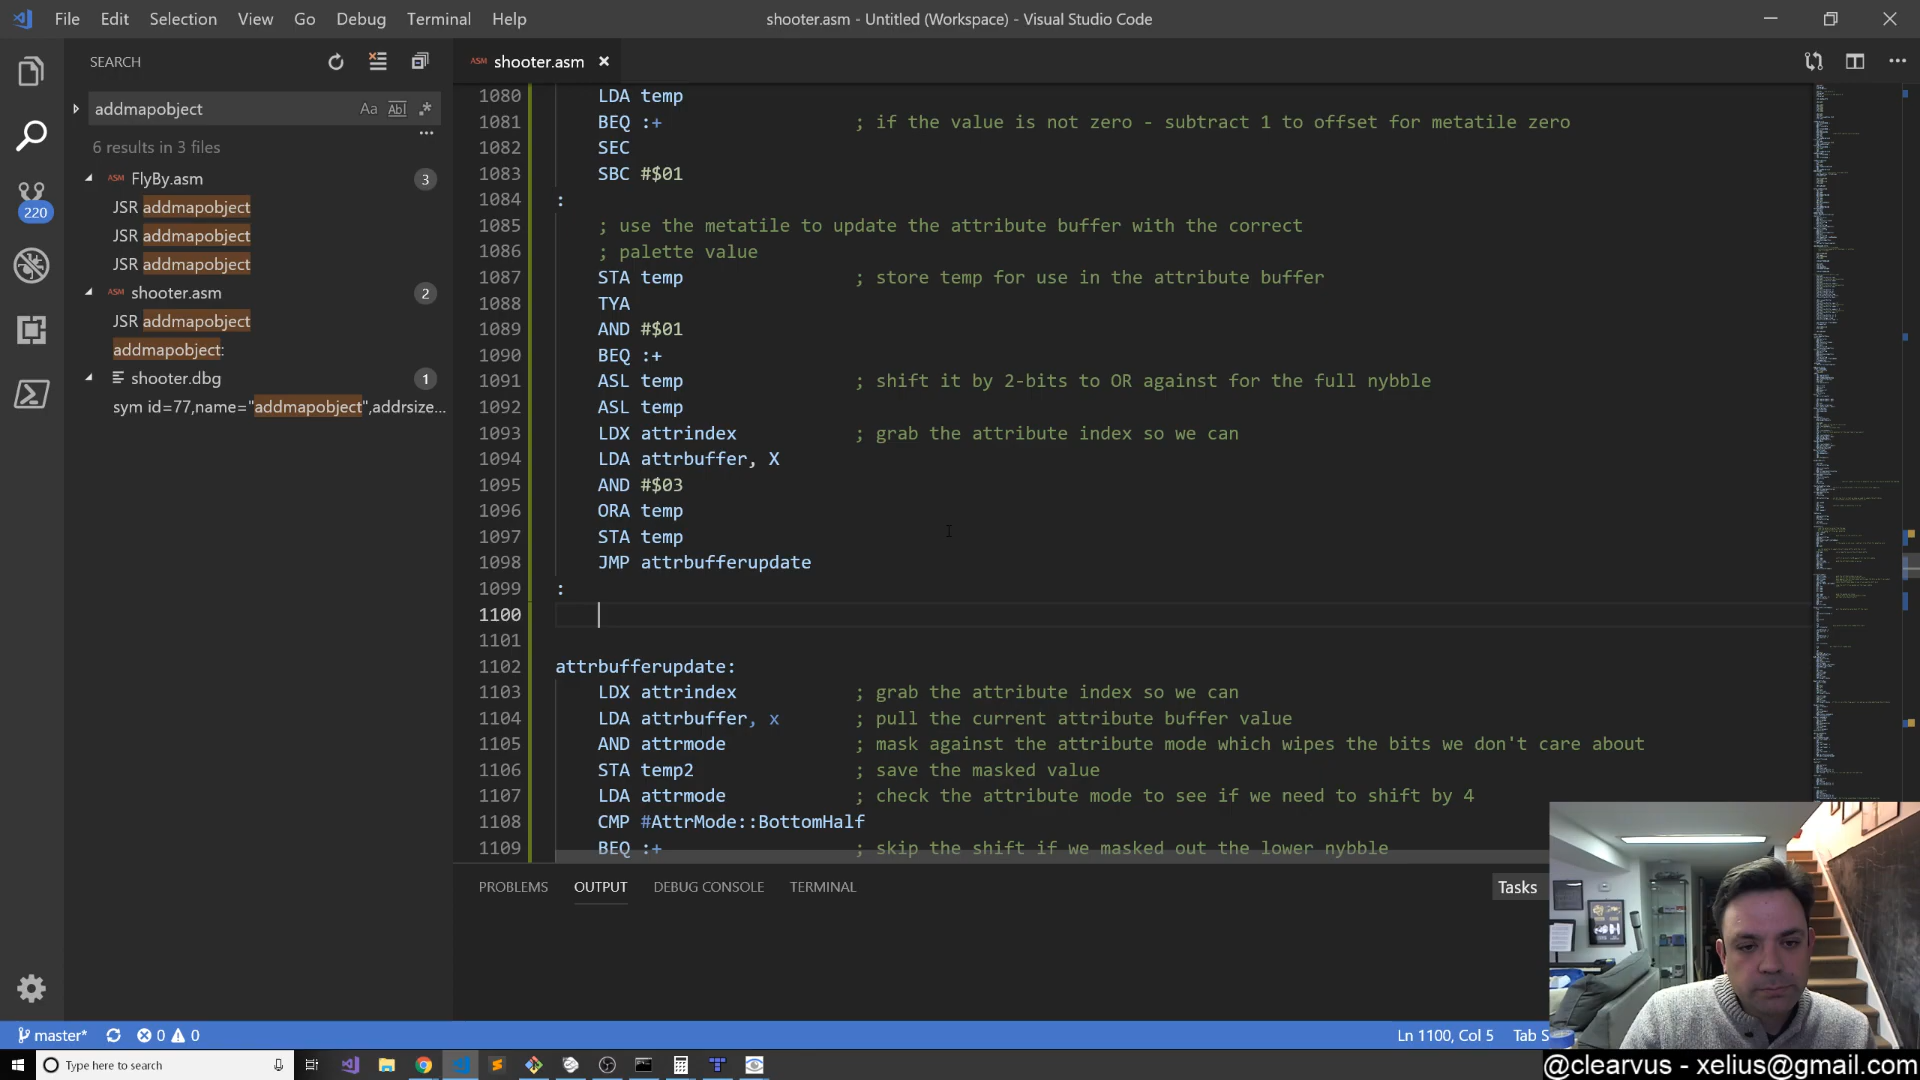 File Edit Selection View Go Debug Terminal Help
shooter.asm - Untitled (Workspace) - Visual Studio Code
SEARCH
addmapobject
Aa Abl .*
6 results in 3 files
ASM FlyBy.asm 3
JSR addmapobject
JSR addmapobject
JSR addmapobject
ASM shooter.asm 2
JSR addmapobject
addmapobject:
shooter.dbg 1
sym id=77,name="addmapobject",addrsize...
220
ASM shooter.asm
1080 LDA temp
1081 BEQ :+ ; if the value is not zero - subtract 1 to offset for metatile zero
1082 SEC
1083 SBC #$01
1084 :
1085 ; use the metatile to update the attribute buffer with the correct
1086 ; palette value
1087 STA temp ; store temp for use in the attribute buffer
1088 TYA
1089 AND #$01
1090 BEQ :+
1091 ASL temp ; shift it by 2-bits to OR against for the full nybble
1092 ASL temp
1093 LDX attrindex ; grab the attribute index so we can
1094 LDA attrbuffer, X
1095 AND #$03
1096 ORA temp
1097 STA temp
1098 JMP attrbufferupdate
1099 :
1100
1101
1102 attrbufferupdate:
1103 LDX attrindex ; grab the attribute index so we can
1104 LDA attrbuffer, x ; pull the current attribute buffer value
1105 AND attrmode ; mask against the attribute mode which wipes the bits we don't care about
1106 STA temp2 ; save the masked value
1107 LDA attrmode ; check the attribute mode to see if we need to shift by 4
1108 CMP #AttrMode::BottomHalf
1109 BEQ :+ ; skip the shift if we masked out the lower nybble
PROBLEMS OUTPUT DEBUG CONSOLE TERMINAL
Tasks
master* 0 0
Ln 1100, Col 5 Tab S
Type here to search
@clearvus - xelius@gmail.com